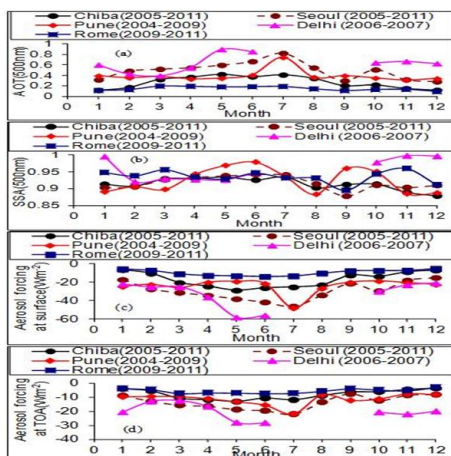 Chiba (2005-2011) Seoul (2005-2011)
Pune (2004-2009) Delhi (2006-2007)
Rome (2009-2011)
AOT(500nm)
(a)
1
0.8
0.6
0.4
0.2
0
0 1 2 3 4 5 6 7 8 9 10 11 12
Month
Chiba (2005-2011) Seoul (2005-2011)
Pune (2004-2009) Delhi (2006-2007)
Rome (2009-2011)
SSA(500nm)
(b)
1
0.95
0.90
0.85
0 1 2 3 4 5 6 7 8 9 10 11 12
Month
Chiba (2005-2011) Seoul (2005-2011)
Pune (2004-2009) Delhi (2006-2007)
Rome (2009-2011)
Aerosol forcing
at surface(Wm-2)
(c)
0
-20
-40
-60
0 1 2 3 4 5 6 7 8 9 10 11 12
Month
Chiba (2005-2011) Seoul (2005-2011)
Pune (2004-2009) Delhi (2006-2007)
Rome (2009-2011)
Aerosol forcing
at TOA(Wm-2)
(d)
0
-10
-20
-30
-40
0 1 2 3 4 5 6 7 8 9 10 11 12
Month